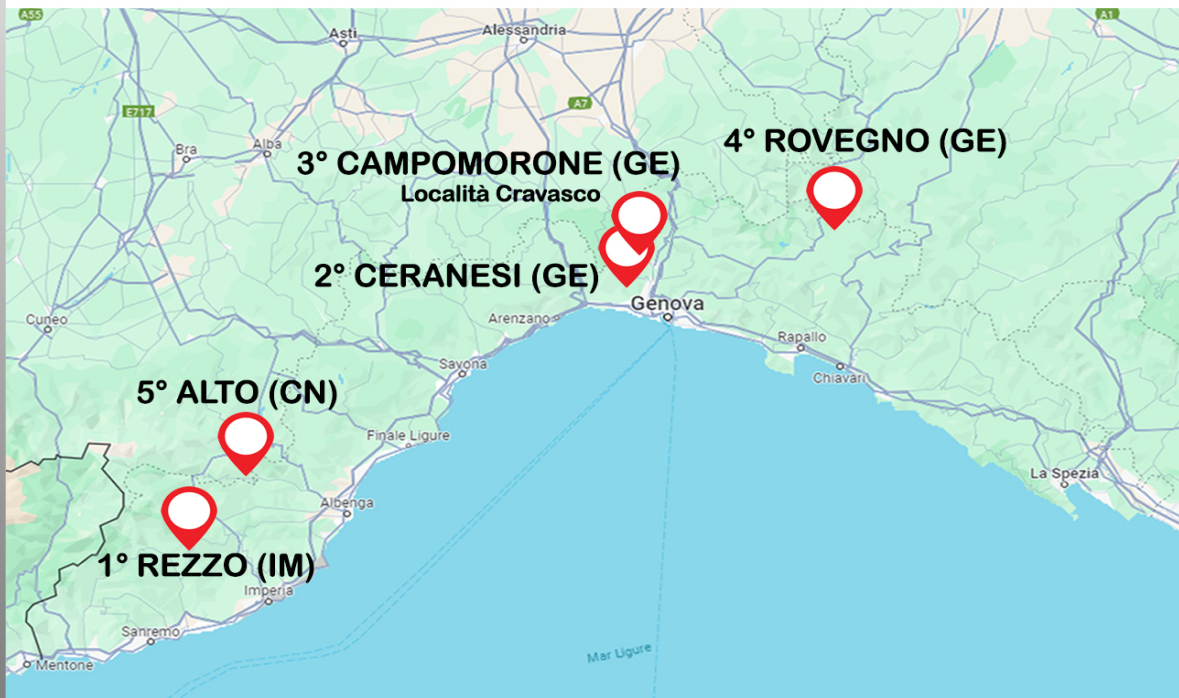 A55
A1
Asti
Alessandria
E717
A7
Bra
Alba
4° ROVEGNO (GE)
3° CAMPOMORONE (GE)
Località Cravasco
2° CERANESI (GE)
Genova
Arenzano
Cuneo
Rapallo
Savona
Chiavari
5° ALTO (CN)
Finale Ligure
La Spezia
Albenga
1° REZZO (IM)
Imperia
Sanremo
Mar Ligure
Mentone